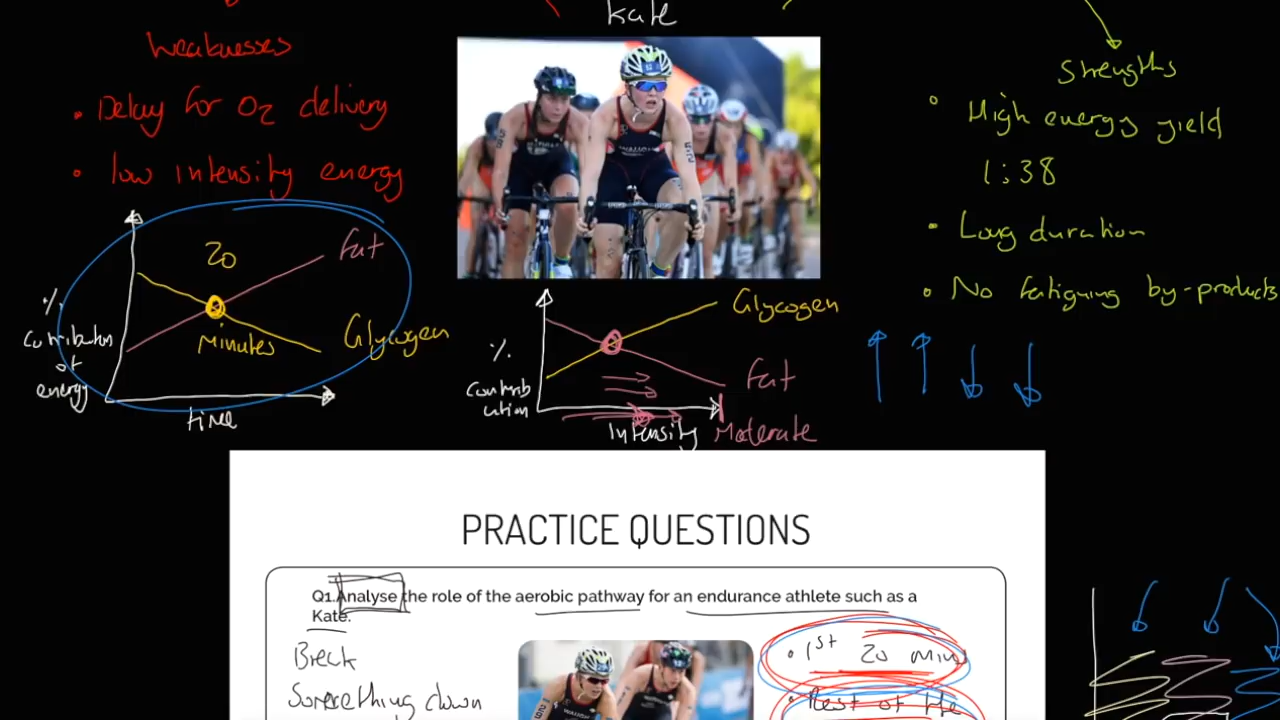 Kate
Weaknesses
• Delay for O2 delivery
• low intensity energy
Strengths
• High energy yield
1:38
• Long duration
• No fatiguing by-products
20
minutes
Fat
Glycogen
% contribution of energy
time
Glycogen
Fat
% contribution
Intensity
Moderate
PRACTICE QUESTIONS
Q1.Analyse the role of the aerobic pathway for an endurance athlete such as a
Kate.
Break
Something down
• 1st 20 mins
• Rest of the